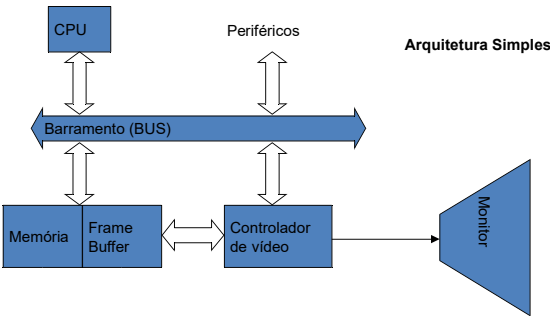 CPU
Periféricos
Arquitetura Simples
Barramento (BUS)
Memória
Frame
Buffer
Controlador
de vídeo
Monitor